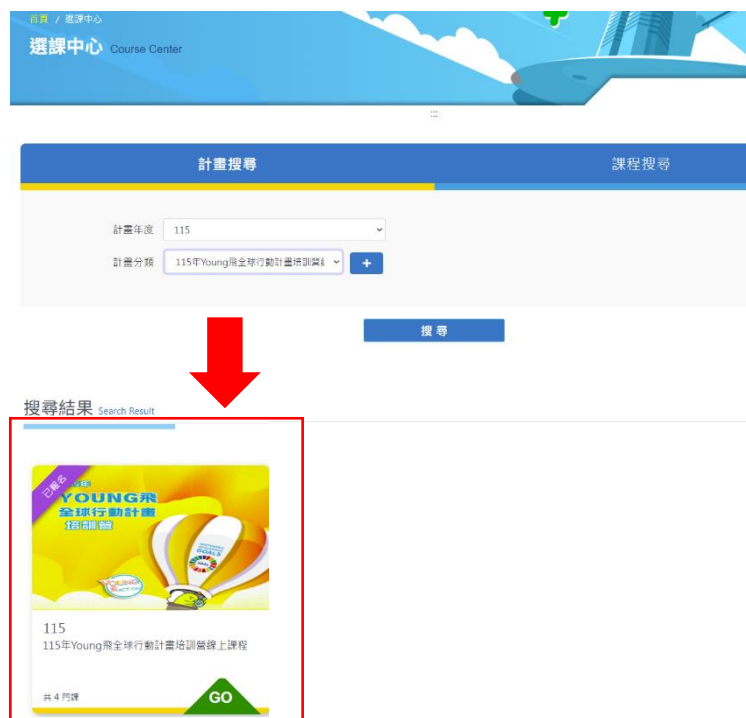 首頁 / 選課中心
選課中心 Course Center
:::
計畫搜尋
課程搜尋
計畫年度 115
計畫分類 115年Young飛全球行動計畫培訓營線 +
搜尋
搜尋結果 Search Result
已報名
YOUNG飛
全球行動計畫
培訓營
GOALS
YOUNG
ACTION
115
115年Young飛全球行動計畫培訓營線上課程
共 4 門課
GO